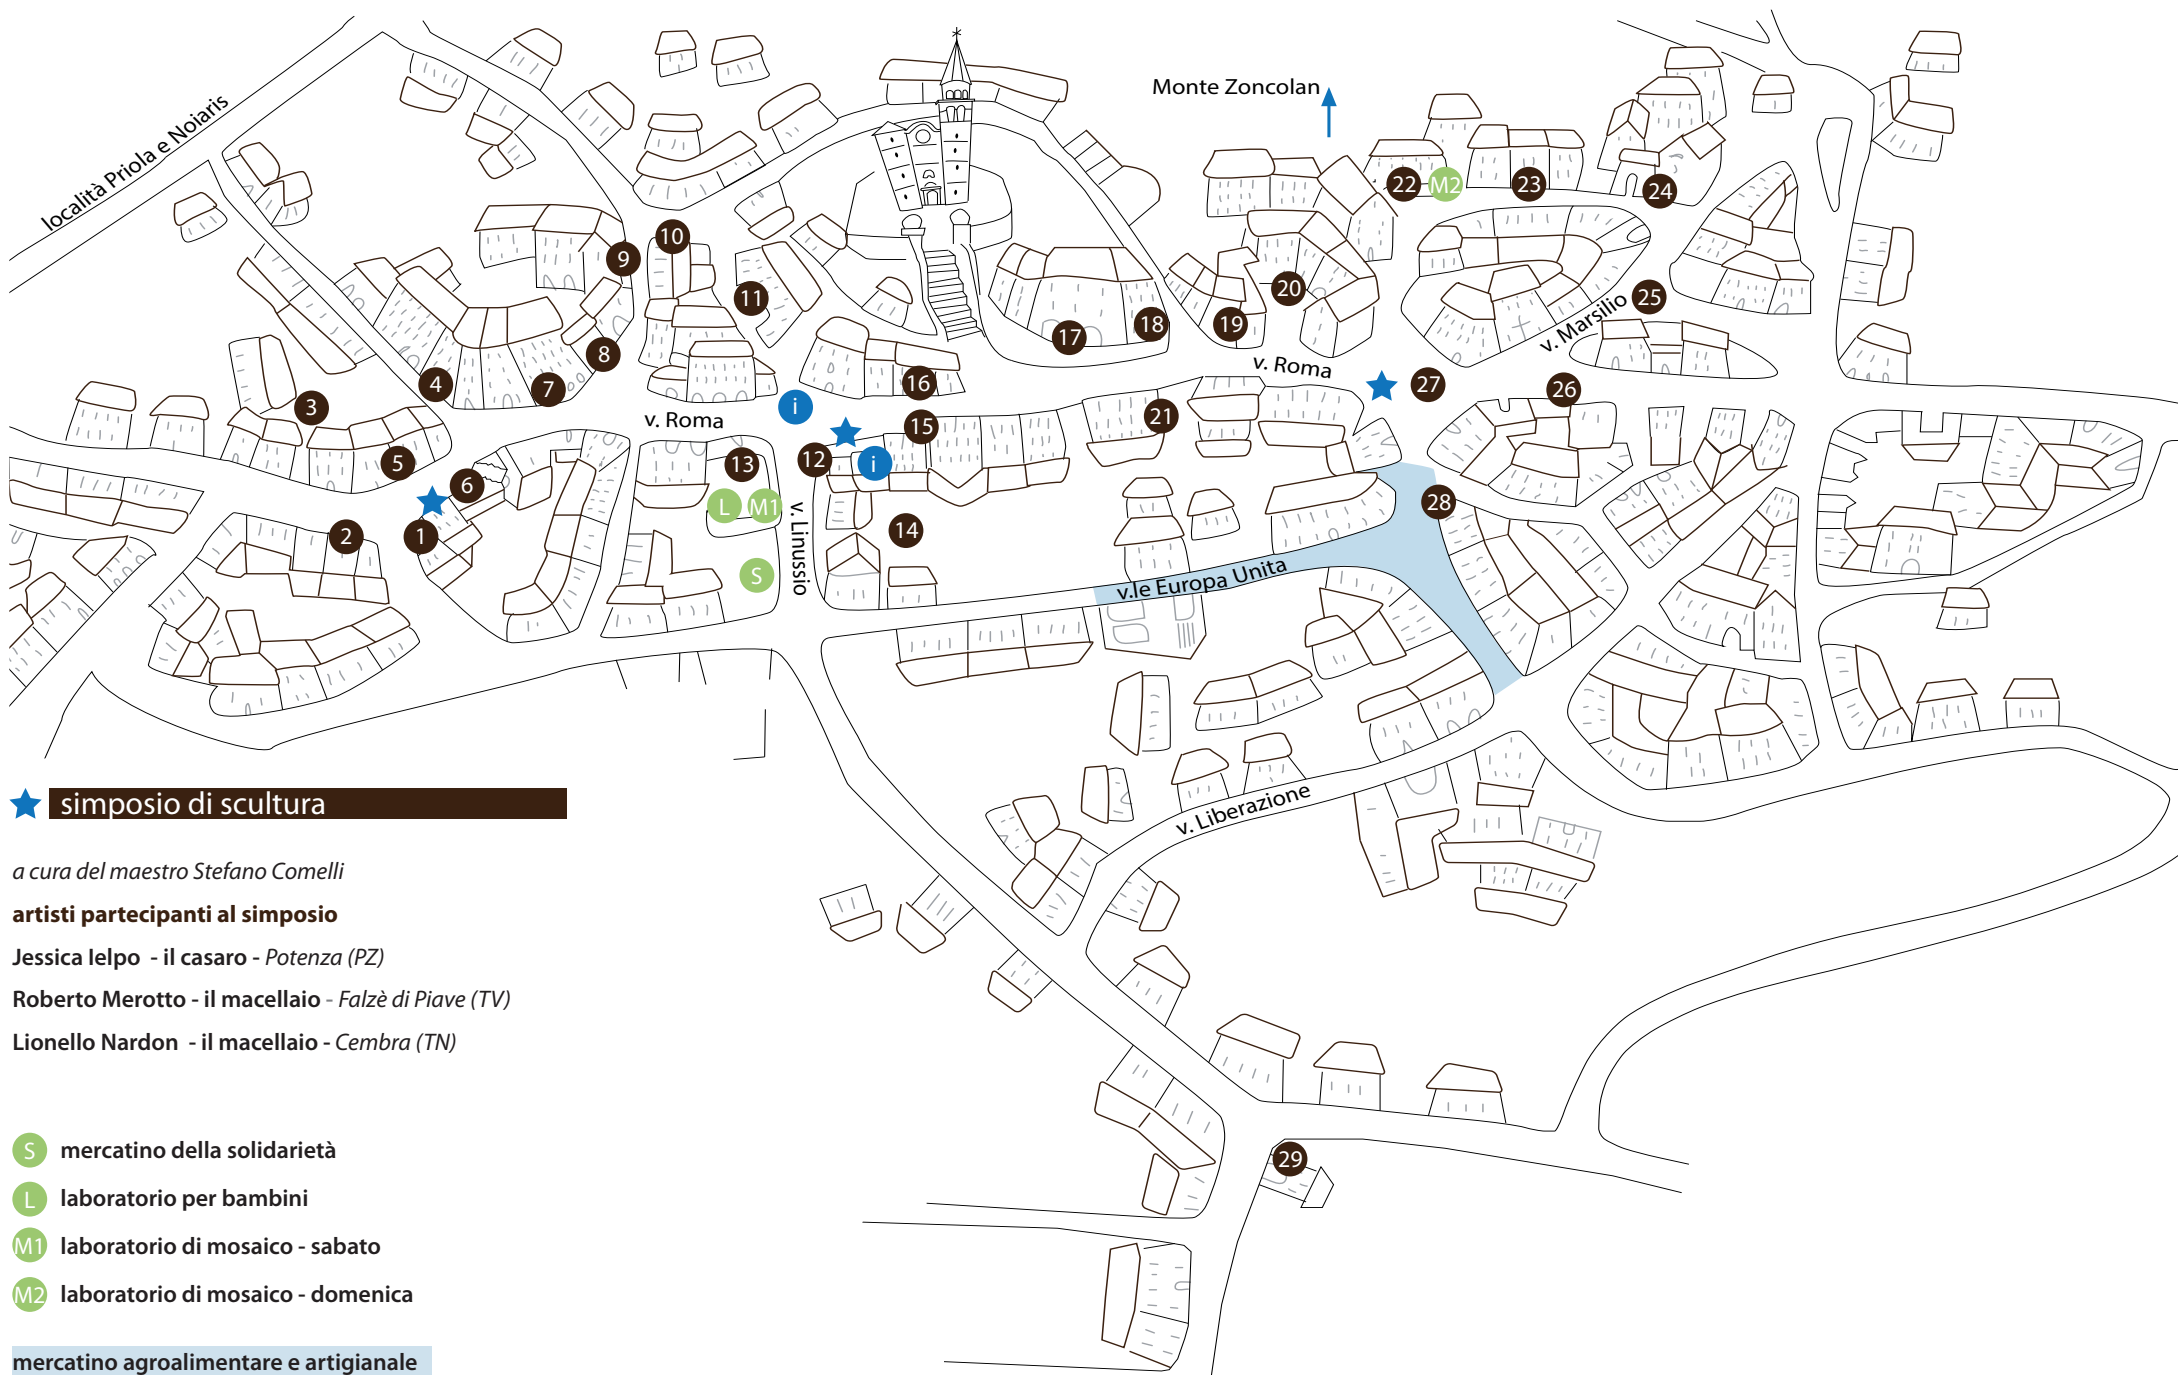 Monte Zoncolan
località Priola e Noiaris
22
M2
23
24
10
9
11
20
25
18
19
17
v. Marsilio
8
v. Roma
4
7
16
27
26
3
i
v. Roma
15
21
12
i
13
5
6
L
M1
28
v. Linussio
14
2
1
S
v.le Europa Unita
v. Liberazione
29
simposio di scultura
a cura del maestro Stefano Comelli
artisti partecipanti al simposio
Jessica Ielpo - il casaro - Potenza (PZ)
Roberto Merotto - il macellaio - Falzè di Piave (TV)
Lionello Nardon - il macellaio - Cembra (TN)
S mercatino della solidarietà
L laboratorio per bambini
M1 laboratorio di mosaico - sabato
M2 laboratorio di mosaico - domenica
mercatino agroalimentare e artigianale